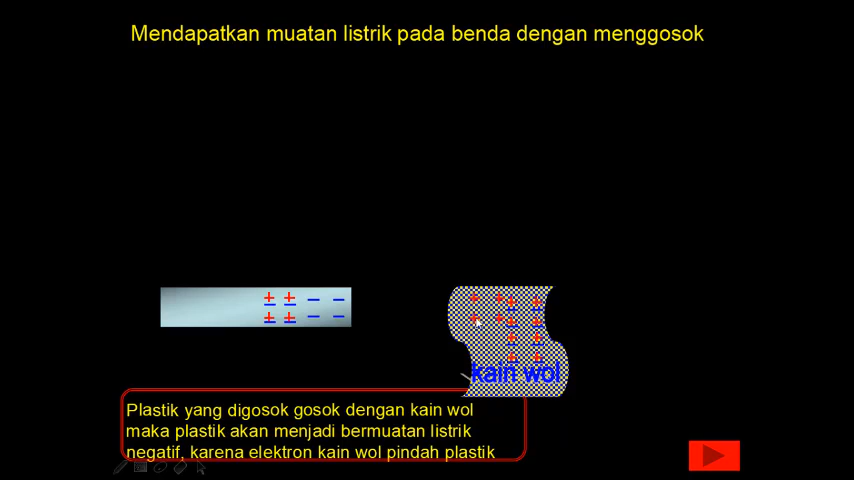 Mendapatkan muatan listrik pada benda dengan menggosok
+ + − −
+ + − −
+ + + +
+ + + +
+ +
+ +
kain wol
Plastik yang digosok gosok dengan kain wol
maka plastik akan menjadi bermuatan listrik
negatif, karena elektron kain wol pindah plastik